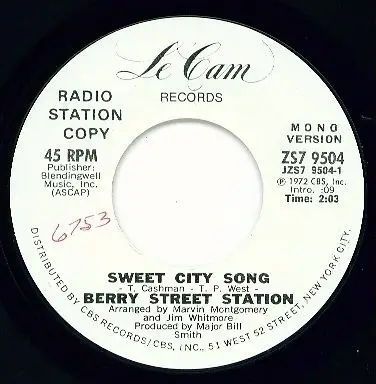 Le Cam
RECORDS
RADIO
STATION
COPY
MONO
VERSION
45 RPM
Publisher:
Blendingwell
Music, Inc.
(ASCAP)
ZS7 9504
JZS7 9504-1
℗ 1972 CBS, Inc.
Intro. :09
Time: 2:03
6753
SWEET CITY SONG
- T. Cashman - T. P. West -
BERRY STREET STATION
Arranged by Marvin Montgomery
and Jim Whitmore
Produced by Major Bill
Smith
DISTRIBUTED BY CBS RECORDS/CBS, INC., 51 WEST 52 STREET, NEW YORK CITY.